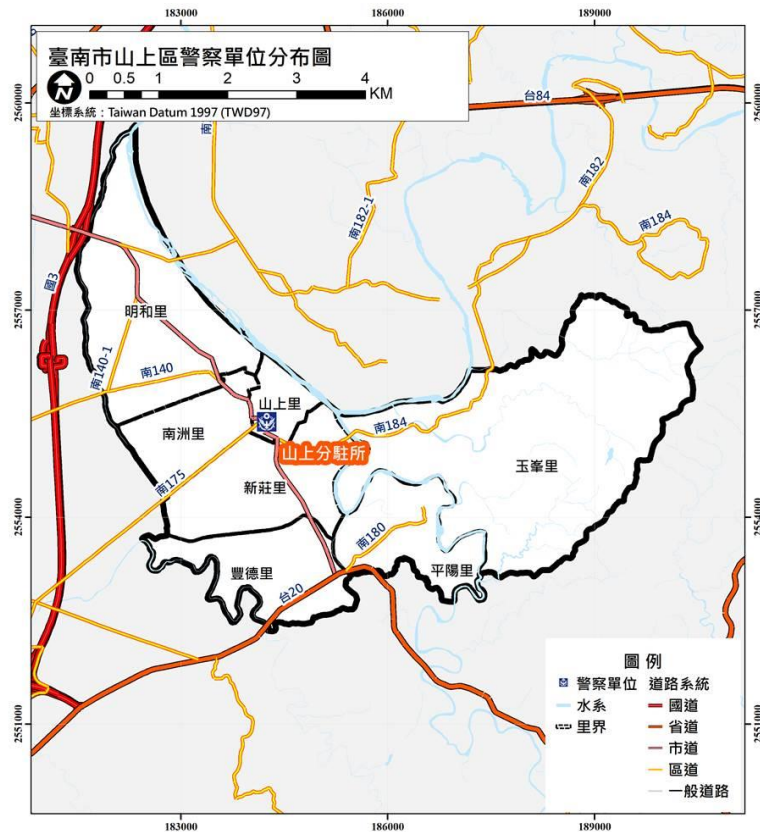 183000
186000
189000
臺南市山上區警察單位分布圖
0 0.5 1 2 3 4
KM
坐標系統：Taiwan Datum 1997 (TWD97)
2560000
2560000
台84
南182
南182-1
南184
國3
2557000
2557000
明和里
南140-1
南140
山上里
南洲里
南184
山上分駐所
玉峯里
南175
新莊里
2554000
2554000
南180
豐德里
平陽里
台20
圖例
警察單位
道路系統
水系
國道
里界
省道
市道
區道
一般道路
2551000
2551000
183000
186000
189000